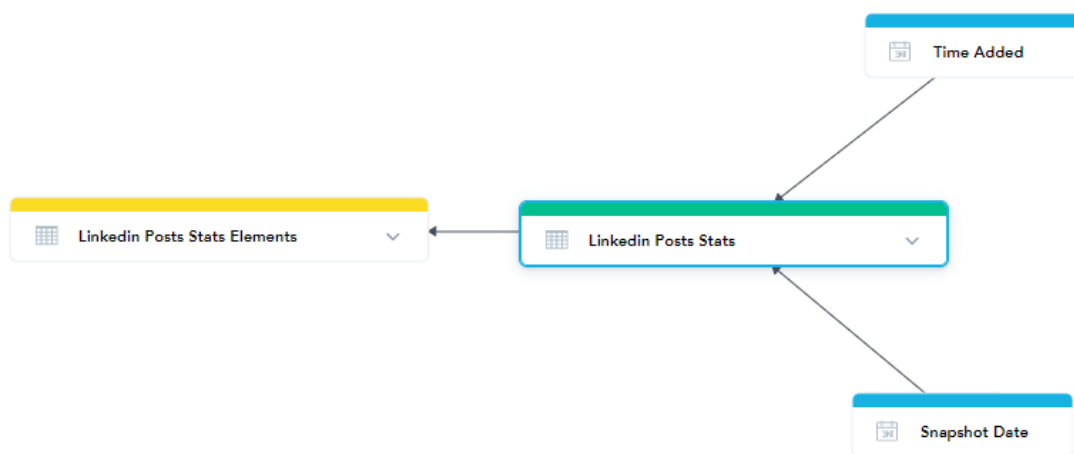 Time Added
Linkedin Posts Stats Elements
Linkedin Posts Stats
Snapshot Date